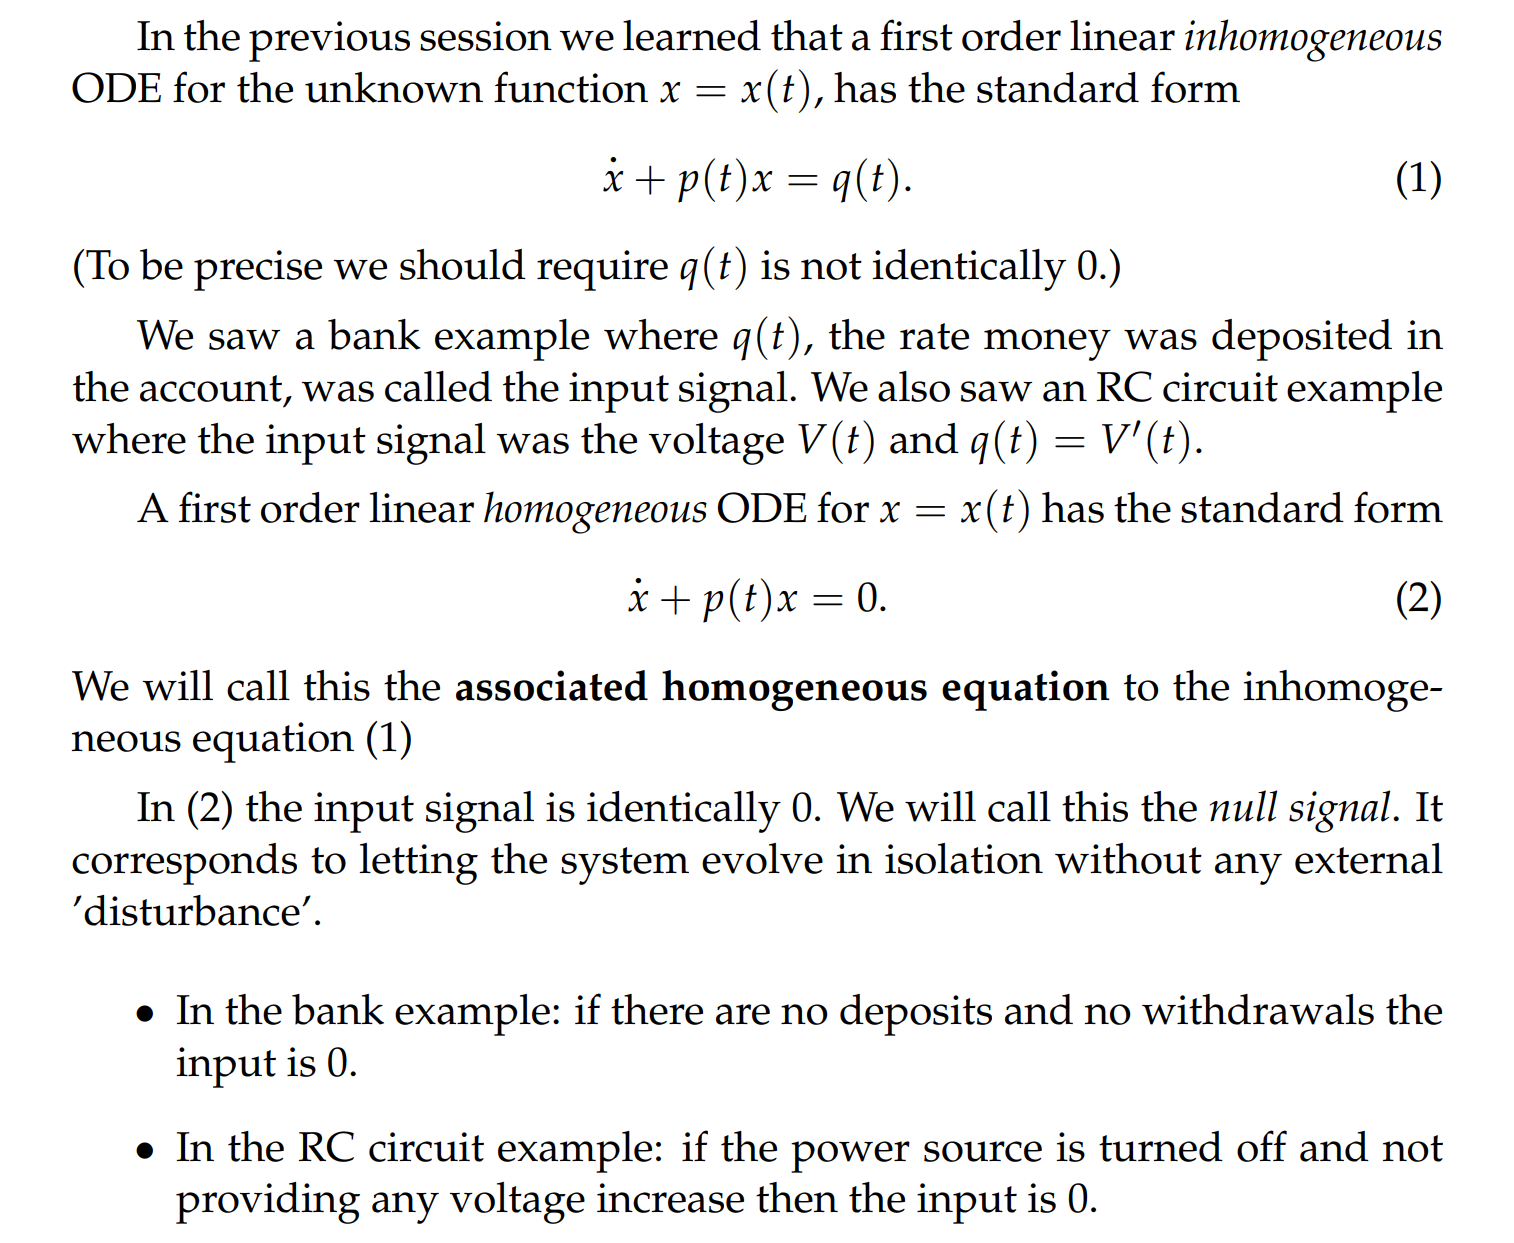 In the previous session we learned that a first order linear inhomogeneous
ODE for the unknown function x = x(t), has the standard form
ẋ + p(t)x = q(t). (1)
(To be precise we should require q(t) is not identically 0.)
We saw a bank example where q(t), the rate money was deposited in
the account, was called the input signal. We also saw an RC circuit example
where the input signal was the voltage V(t) and q(t) = V′(t).
A first order linear homogeneous ODE for x = x(t) has the standard form
ẋ + p(t)x = 0. (2)
We will call this the associated homogeneous equation to the inhomoge-
neous equation (1)
In (2) the input signal is identically 0. We will call this the null signal. It
corresponds to letting the system evolve in isolation without any external
’disturbance’.
• In the bank example: if there are no deposits and no withdrawals the
input is 0.
• In the RC circuit example: if the power source is turned off and not
providing any voltage increase then the input is 0.